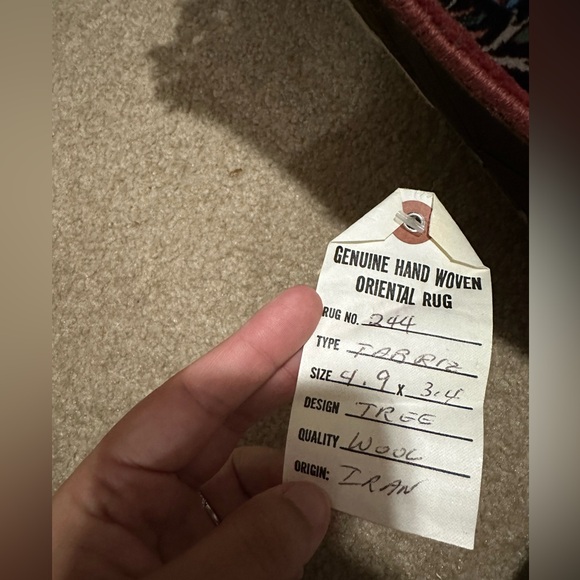 GENUINE HAND WOVEN
ORIENTAL RUG
RUG NO. 244
TYPE TABRIZ
SIZE 4.9 x 3.4
DESIGN TREE
QUALITY WOOL
ORIGIN: IRAN